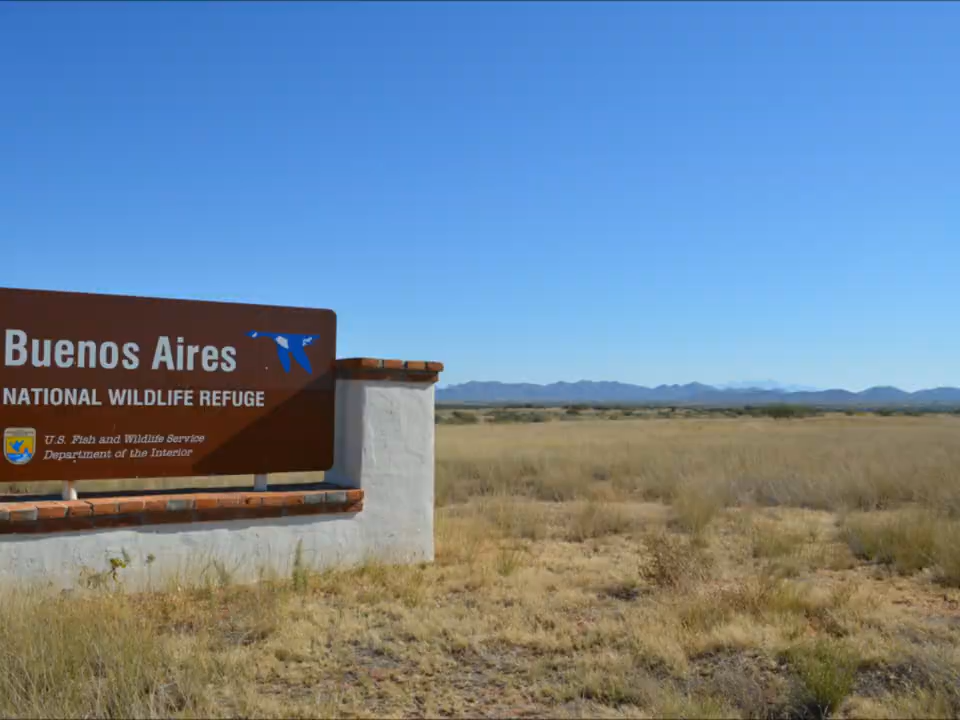 Buenos Aires
NATIONAL WILDLIFE REFUGE
U.S. Fish and Wildlife Service
Department of the Interior